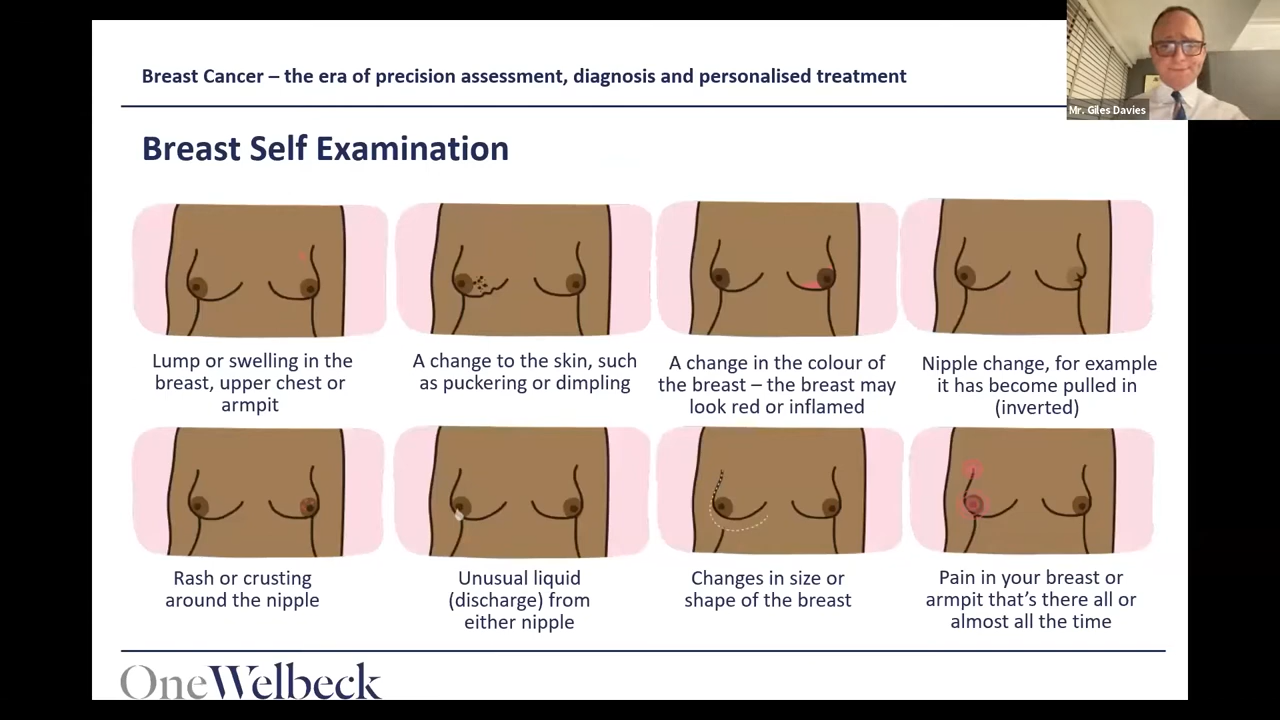 Breast Cancer – the era of precision assessment, diagnosis and personalised treatment
Mr. Giles Davies
Breast Self Examination
Lump or swelling in the
breast, upper chest or
armpit
A change to the skin, such
as puckering or dimpling
A change in the colour of
the breast – the breast may
look red or inflamed
Nipple change, for example
it has become pulled in
(inverted)
Rash or crusting
around the nipple
Unusual liquid
(discharge) from
either nipple
Changes in size or
shape of the breast
Pain in your breast or
armpit that’s there all or
almost all the time
OneWelbeck